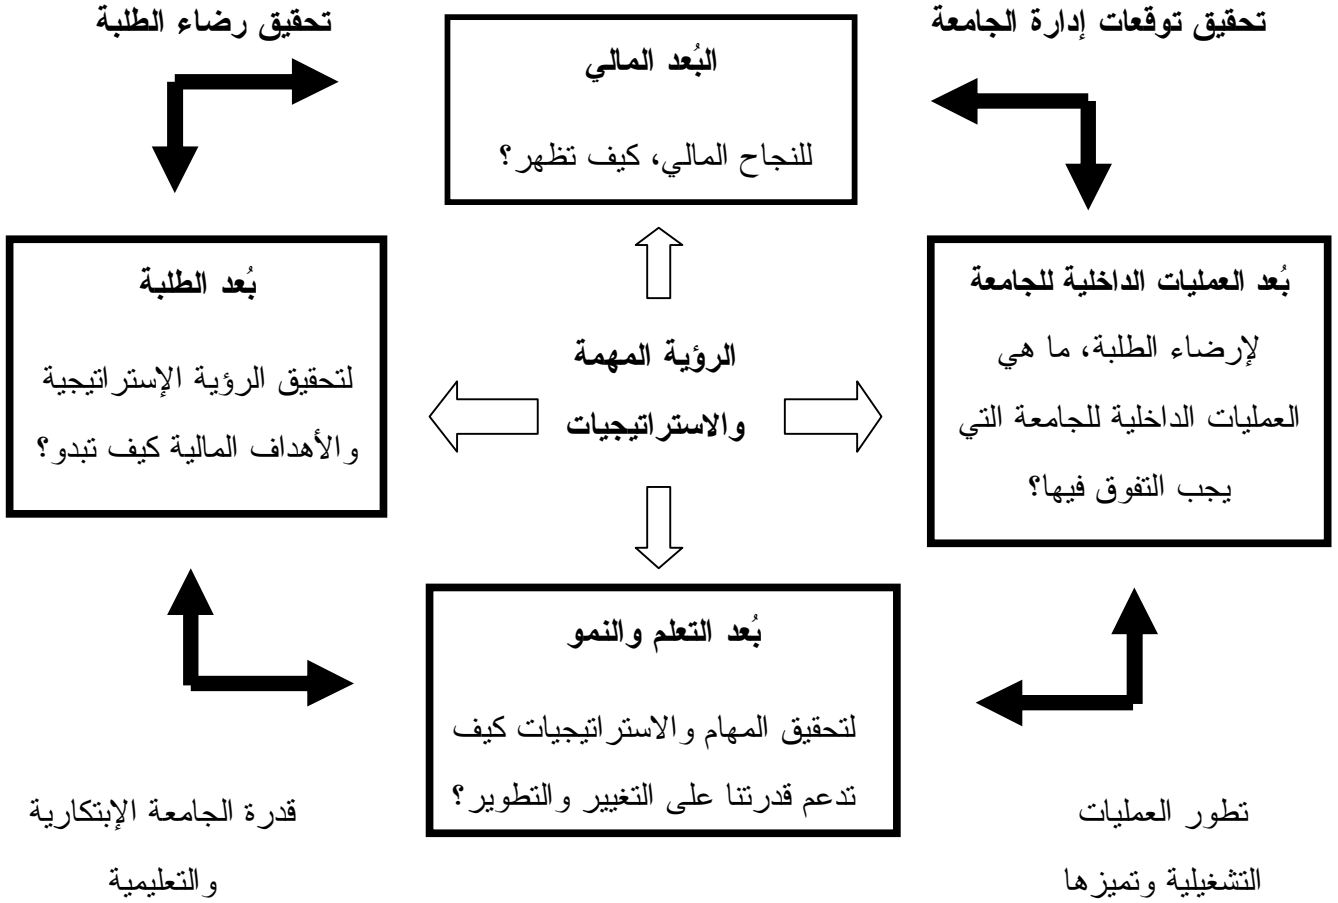 تحقيق توقعات إدارة الجامعة
تحقيق رضاء الطلبة
البُعد المالي
للنجاح المالي، كيف تظهر؟
بُعد العمليات الداخلية للجامعة
لإرضاء الطلبة، ما هي
العمليات الداخلية للجامعة التي
يجب التفوق فيها؟
الرؤية المهمة
والاستراتيجيات
بُعد الطلبة
لتحقيق الرؤية الإستراتيجية
والأهداف المالية كيف تبدو؟
بُعد التعلم والنمو
لتحقيق المهام والاستراتيجيات كيف
تدعم قدرتنا على التغيير والتطوير؟
تطور العمليات
التشغيلية وتميزها
قدرة الجامعة الإبتكارية
والتعليمية